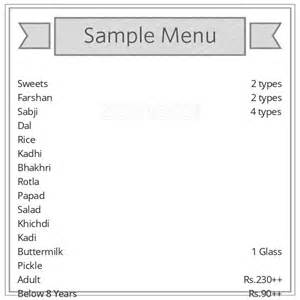 Sample Menu
Sweets 2 types
Farshan 2 types
Sabji 4 types
Dal
Rice
Kadhi
Bhakhri
Rotla
Papad
Salad
Khichdi
Kadi
Buttermilk 1 Glass
Pickle
Adult Rs.230++
Below 8 Years Rs.90++